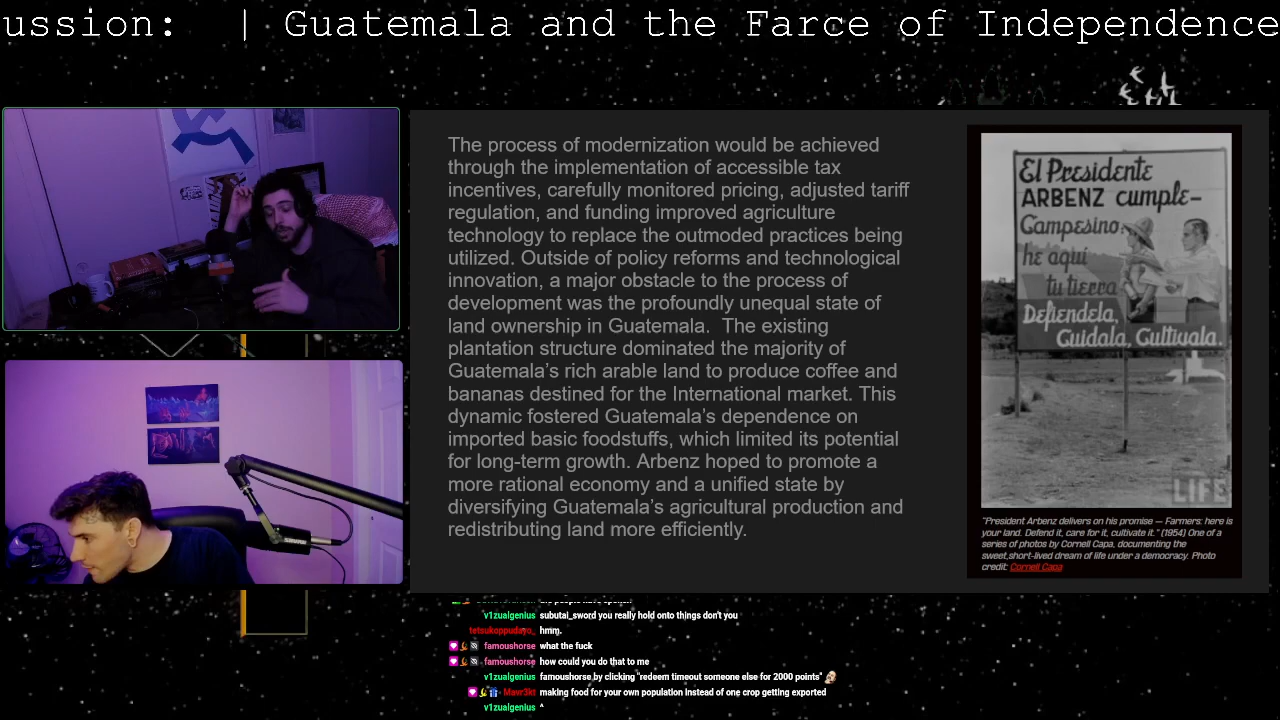 ussion: | Guatemala and the Farce of Independence
The process of modernization would be achieved
through the implementation of accessible tax
incentives, carefully monitored pricing, adjusted tariff
regulation, and funding improved agriculture
technology to replace the outmoded practices being
utilized. Outside of policy reforms and technological
innovation, a major obstacle to the process of
development was the profoundly unequal state of
land ownership in Guatemala. The existing
plantation structure dominated the majority of
Guatemala's rich arable land to produce coffee and
bananas destined for the International market. This
dynamic fostered Guatemala's dependence on
imported basic foodstuffs, which limited its potential
for long-term growth. Arbenz hoped to promote a
more rational economy and a unified state by
diversifying Guatemala's agricultural production and
redistributing land more efficiently.
El Presidente
ARBENZ cumple-
Campesino,
he aqui
tu tierra
Defiendela,
Cuidala, Cultivala.
LIFE
"President Arbenz delivers on his promise — Farmers: here is
your land. Defend it, care for it, cultivate it." (1954) One of a
series of photos by Cornell Capa, documenting the
sweet,short-lived dream of life under a democracy. Photo
credit: Cornell Capa
v1zualgenius subutai_sword you really hold onto things don't you
tetsukoppudayo_ hmm.
famoushorse what the fuck
famoushorse how could you do that to me
v1zualgenius famoushorse by clicking "redeem timeout someone else for 2000 points"
Mavr3kt making food for your own population instead of one crop getting exported
v1zualgenius ^